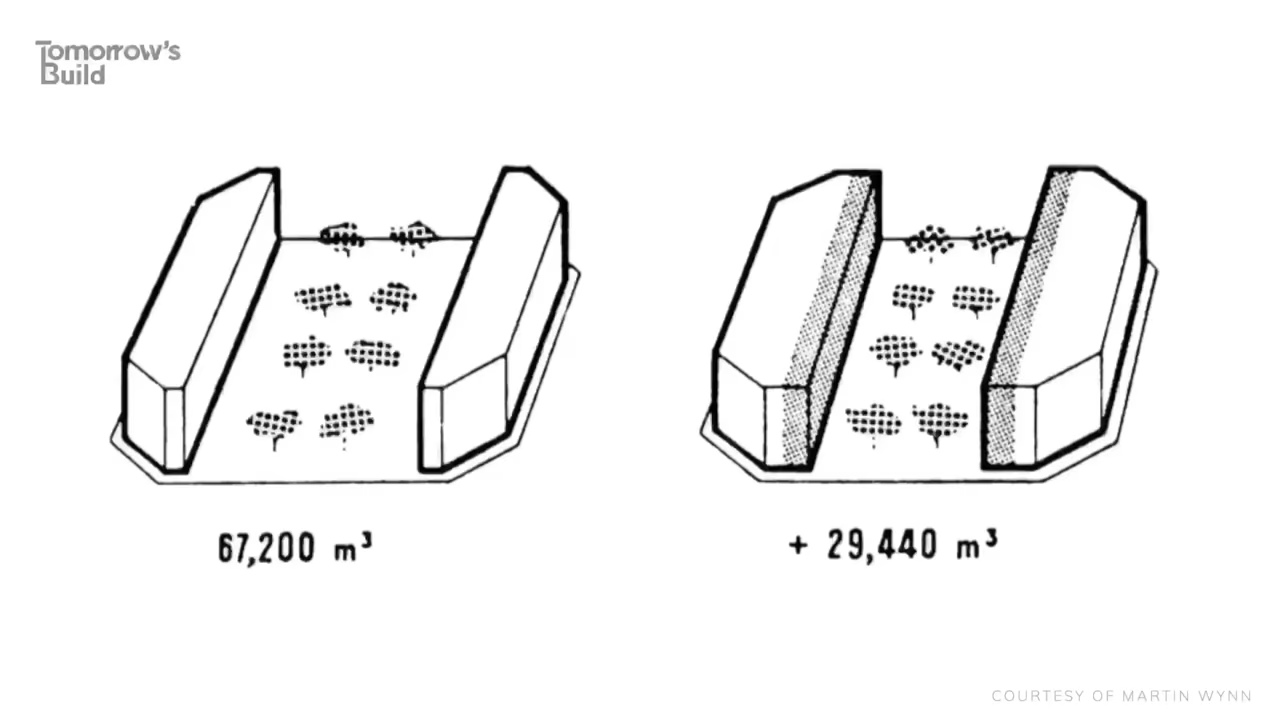 Tomorrow's
Build
67,200 m³
+ 29,440 m³
COURTESY OF MARTIN WYNN